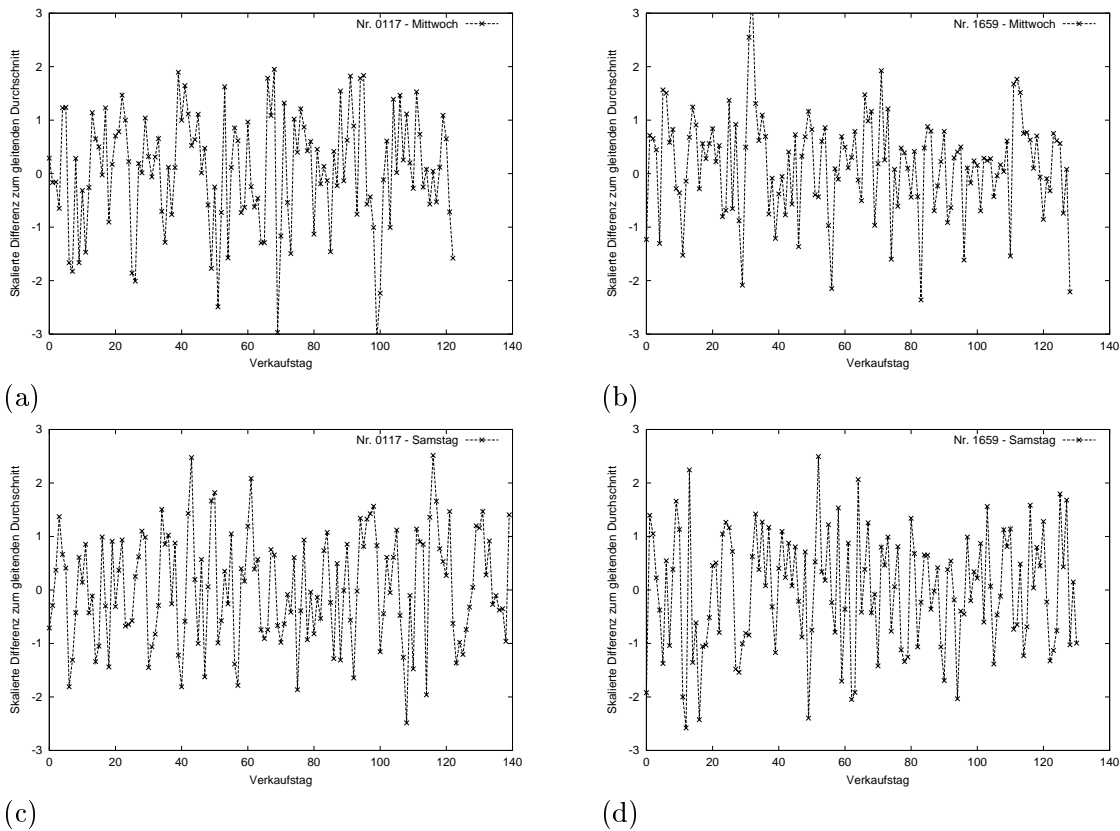 Nr. 0117 - Mittwoch
Skalierte Differenz zum gleitenden Durchschnitt
3
2
1
0
-1
-2
-3
0 20 40 60 80 100 120 140
Verkaufstag
(a)
Nr. 1659 - Mittwoch
Skalierte Differenz zum gleitenden Durchschnitt
3
2
1
0
-1
-2
-3
0 20 40 60 80 100 120 140
Verkaufstag
(b)
Nr. 0117 - Samstag
Skalierte Differenz zum gleitenden Durchschnitt
3
2
1
0
-1
-2
-3
0 20 40 60 80 100 120 140
Verkaufstag
(c)
Nr. 1659 - Samstag
Skalierte Differenz zum gleitenden Durchschnitt
3
2
1
0
-1
-2
-3
0 20 40 60 80 100 120 140
Verkaufstag
(d)